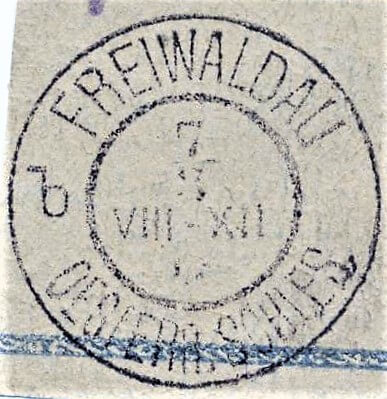 FREIWALDAU
7
VIII-XII
OESTERR. SCHLES.